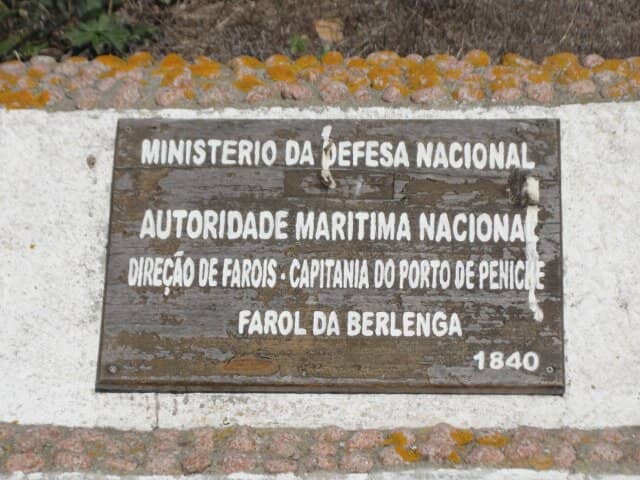 MINISTERIO DA DEFESA NACIONAL
AUTORIDADE MARITIMA NACIONAL
DIREÇÃO DE FAROIS - CAPITANIA DO PORTO DE PENICHE
FAROL DA BERLENGA
1840